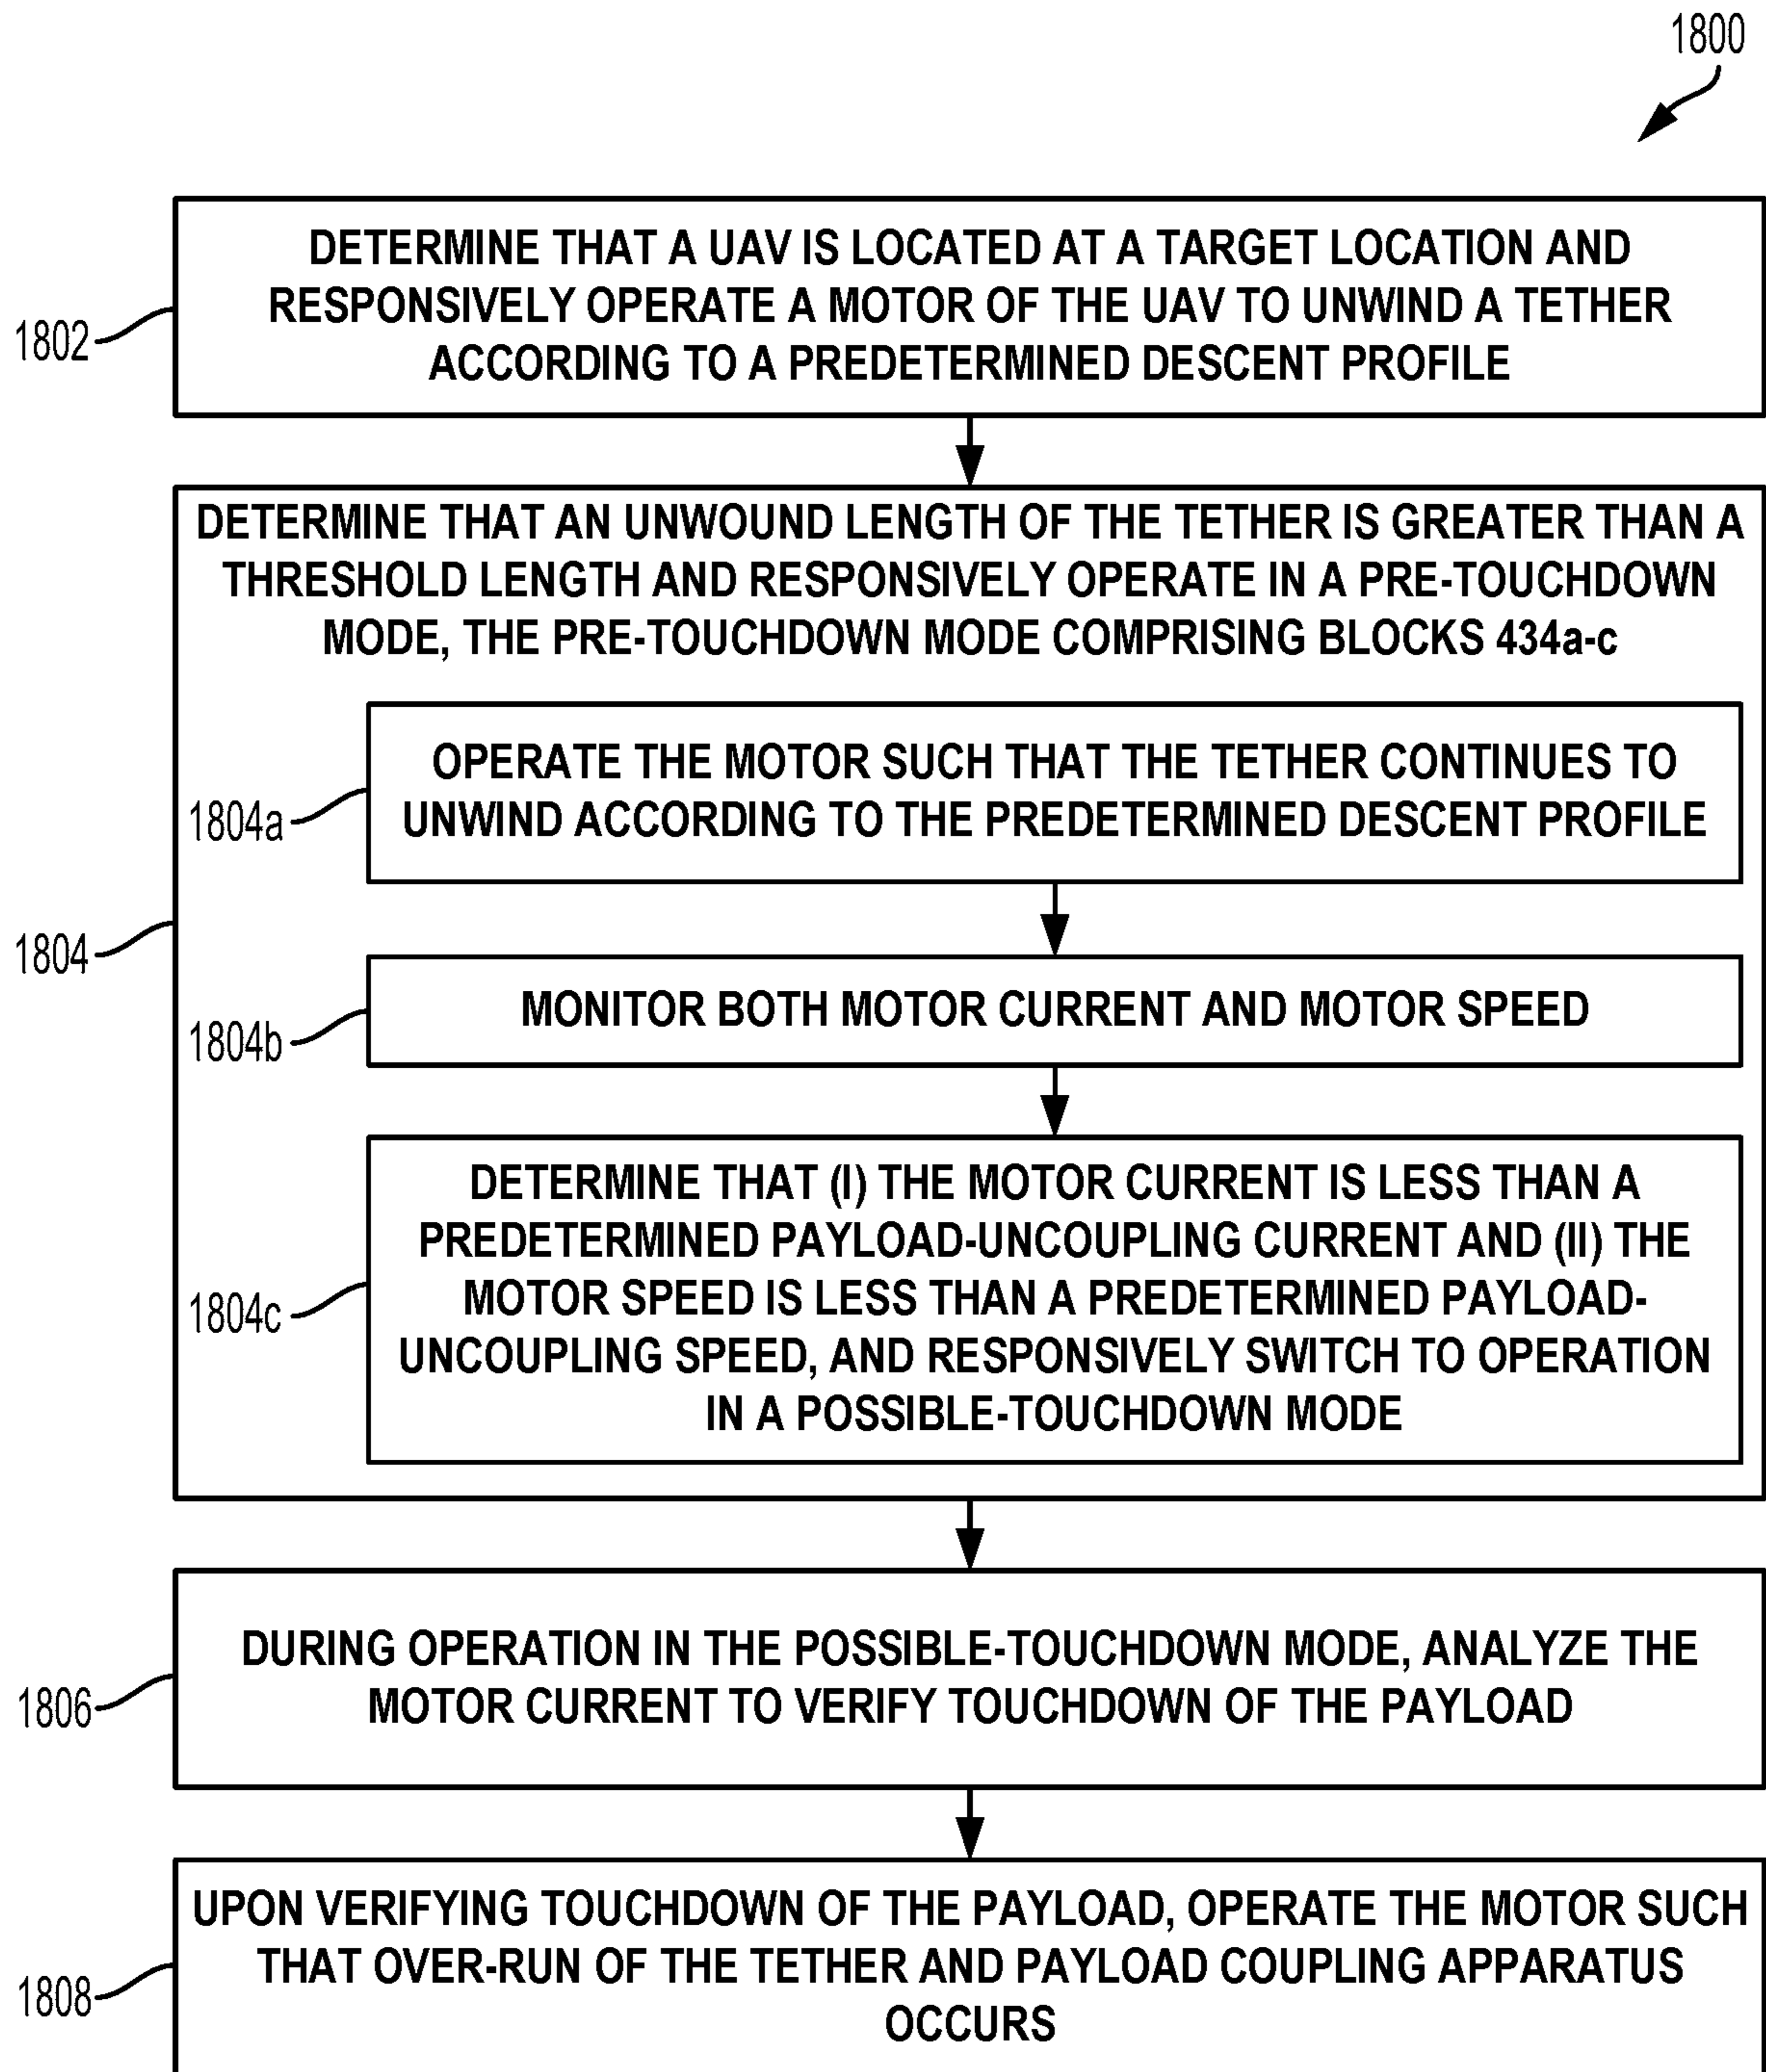 1800
DETERMINE THAT A UAV IS LOCATED AT A TARGET LOCATION AND
RESPONSIVELY OPERATE A MOTOR OF THE UAV TO UNWIND A TETHER
ACCORDING TO A PREDETERMINED DESCENT PROFILE
1802
DETERMINE THAT AN UNWOUND LENGTH OF THE TETHER IS GREATER THAN A
THRESHOLD LENGTH AND RESPONSIVELY OPERATE IN A PRE-TOUCHDOWN
MODE, THE PRE-TOUCHDOWN MODE COMPRISING BLOCKS 434a-c
OPERATE THE MOTOR SUCH THAT THE TETHER CONTINUES TO
UNWIND ACCORDING TO THE PREDETERMINED DESCENT PROFILE
1804a
1804
MONITOR BOTH MOTOR CURRENT AND MOTOR SPEED
1804b
DETERMINE THAT (I) THE MOTOR CURRENT IS LESS THAN A
PREDETERMINED PAYLOAD-UNCOUPLING CURRENT AND (II) THE
MOTOR SPEED IS LESS THAN A PREDETERMINED PAYLOAD-
UNCOUPLING SPEED, AND RESPONSIVELY SWITCH TO OPERATION
IN A POSSIBLE-TOUCHDOWN MODE
1804c
DURING OPERATION IN THE POSSIBLE-TOUCHDOWN MODE, ANALYZE THE
MOTOR CURRENT TO VERIFY TOUCHDOWN OF THE PAYLOAD
1806
UPON VERIFYING TOUCHDOWN OF THE PAYLOAD, OPERATE THE MOTOR SUCH
THAT OVER-RUN OF THE TETHER AND PAYLOAD COUPLING APPARATUS
OCCURS
1808